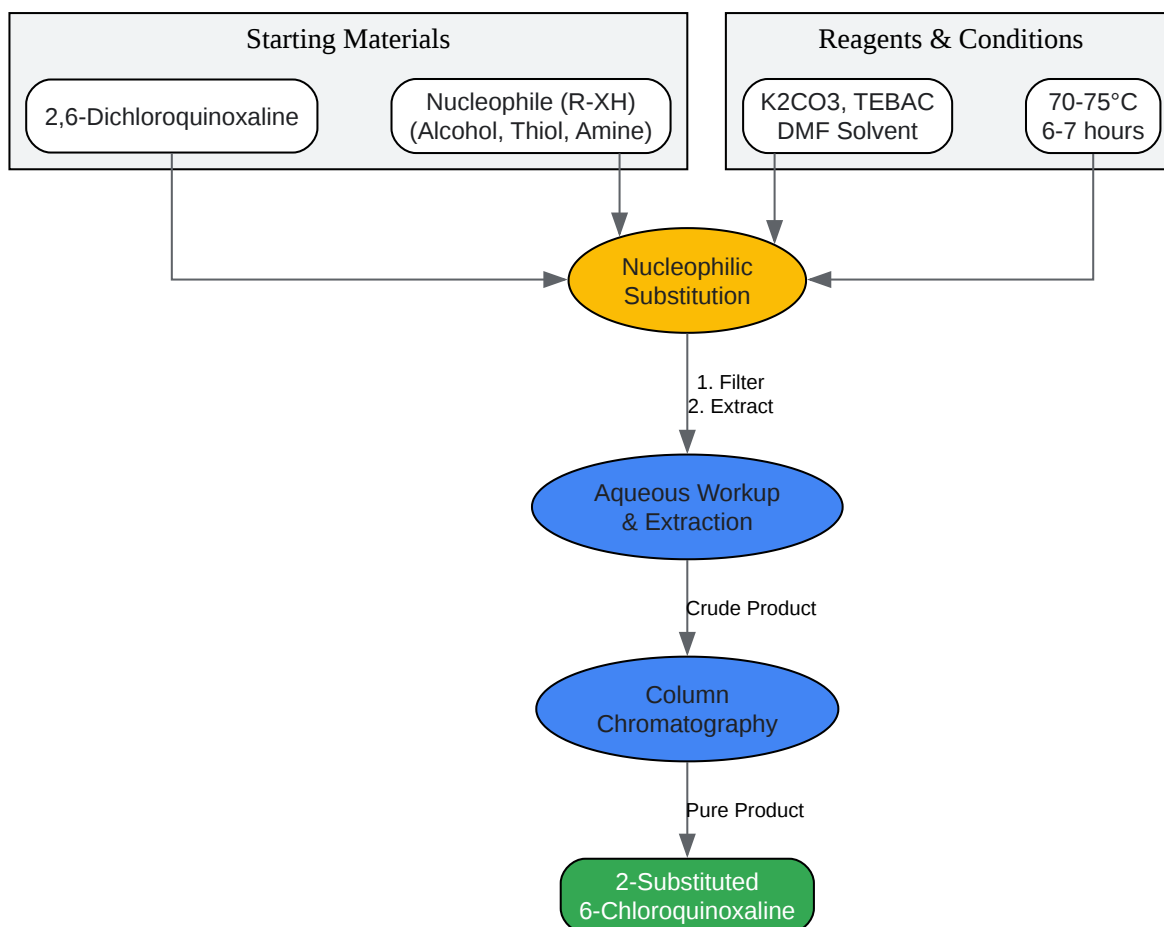 Starting Materials
Reagents & Conditions
2,6-Dichloroquinoxaline
Nucleophile (R-XH)
(Alcohol, Thiol, Amine)
K2CO3, TEBAC
DMF Solvent
70-75°C
6-7 hours
Nucleophilic
Substitution
1. Filter
2. Extract
Aqueous Workup
& Extraction
Crude Product
Column
Chromatography
Pure Product
2-Substituted
6-Chloroquinoxaline